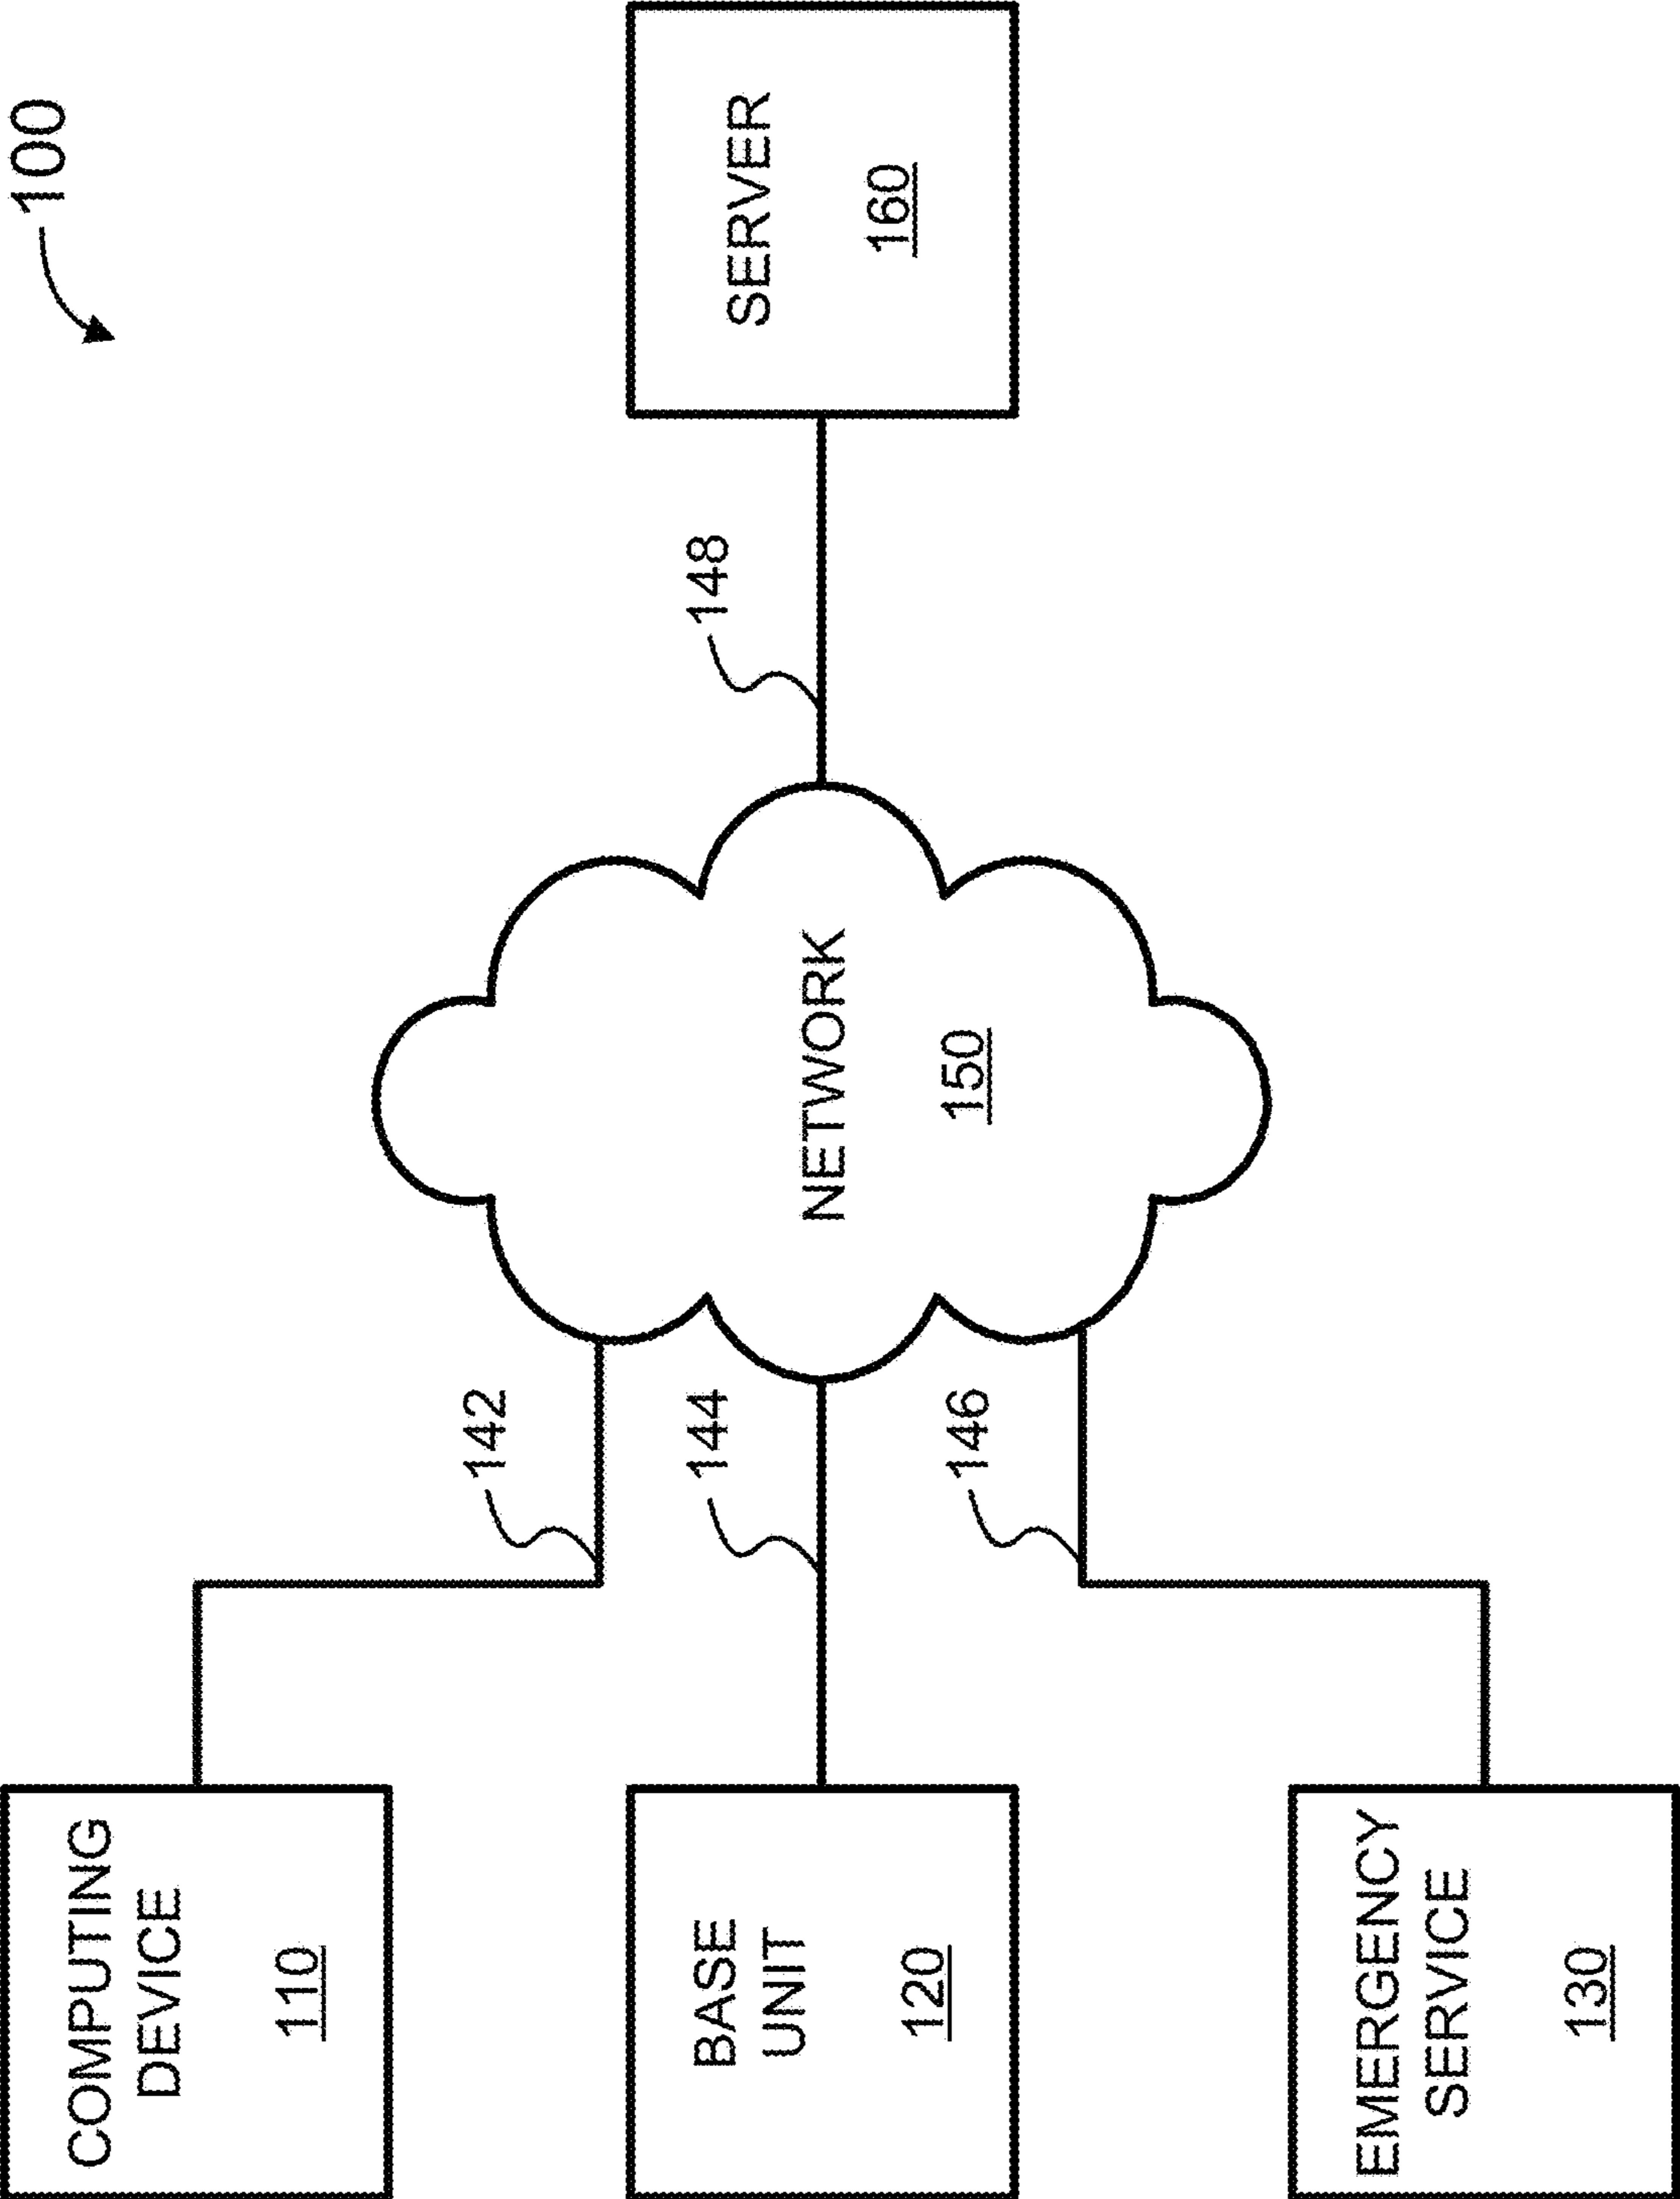 100
COMPUTING
DEVICE
110
142
BASE
UNIT
120
144
NETWORK
150
148
SERVER
160
EMERGENCY
SERVICE
130
146